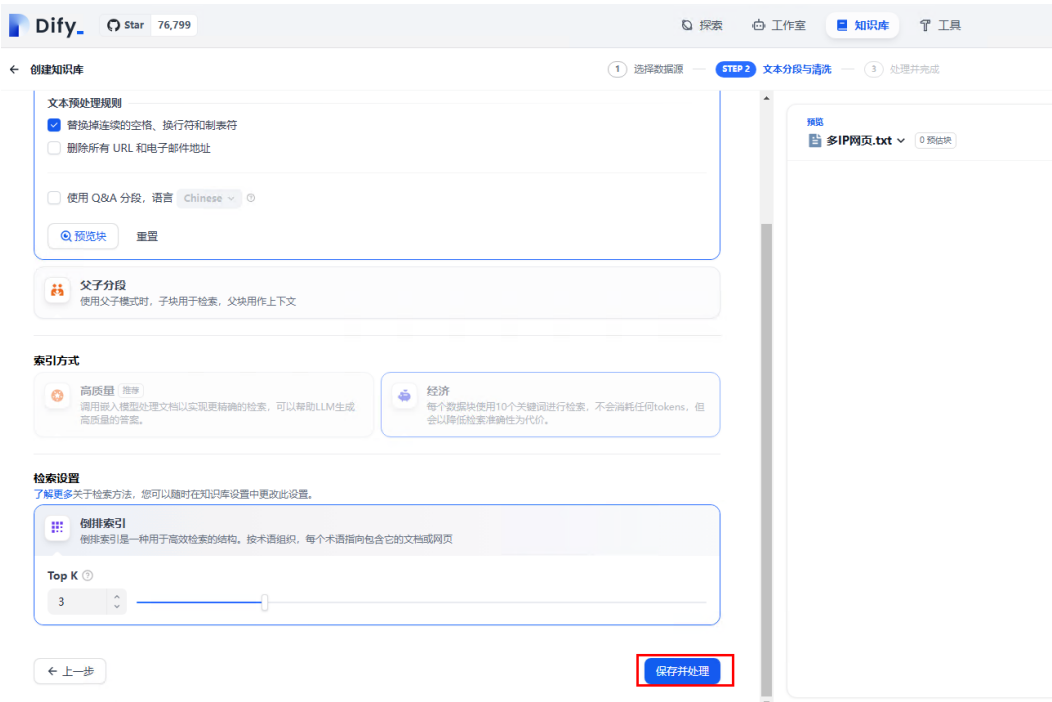 Dify_
Star 76,799
探索
工作室
知识库
工具
创建知识库
1 选择数据源
STEP 2 文本分段与清洗
3 处理并完成
文本预处理规则
替换掉连续的空格、换行符和制表符
删除所有 URL 和电子邮件地址
使用 Q&A 分段，语言 Chinese
预览块
重置
父子分段
使用父子模式时，子块用于检索，父块用作上下文
索引方式
高质量 推荐
调用嵌入模型处理文档以实现更精确的检索，可以帮助LLM生成
高质量的答案。
经济
每个数据块使用10个关键词进行检索，不会消耗任何tokens，但
会以降低检索准确性为代价。
检索设置
了解更多关于检索方法，您可以随时在知识库设置中更改此设置。
倒排索引
倒排索引是一种用于高效检索的结构。按术语组织，每个术语指向包含它的文档或网页
Top K
3
上一步
保存并处理
预览
多IP网页.txt
0 预估块